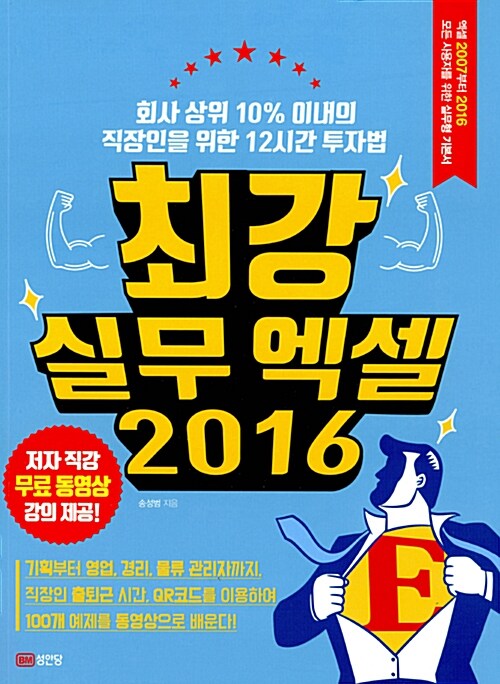 엑셀 2007부터 2016
모든 사용자를 위한 실무형 기본서
회사 상위 10% 이내의
직장인을 위한 12시간 투자법
최강
실무 엑셀
2016
저자 직강
무료 동영상
강의 제공!
송성범 지음
기획부터 영업, 경리, 물류 관리자까지.
직장인 출퇴근 시간, QR코드를 이용하여
100개 예제를 동영상으로 배운다!
E
BM 성안당